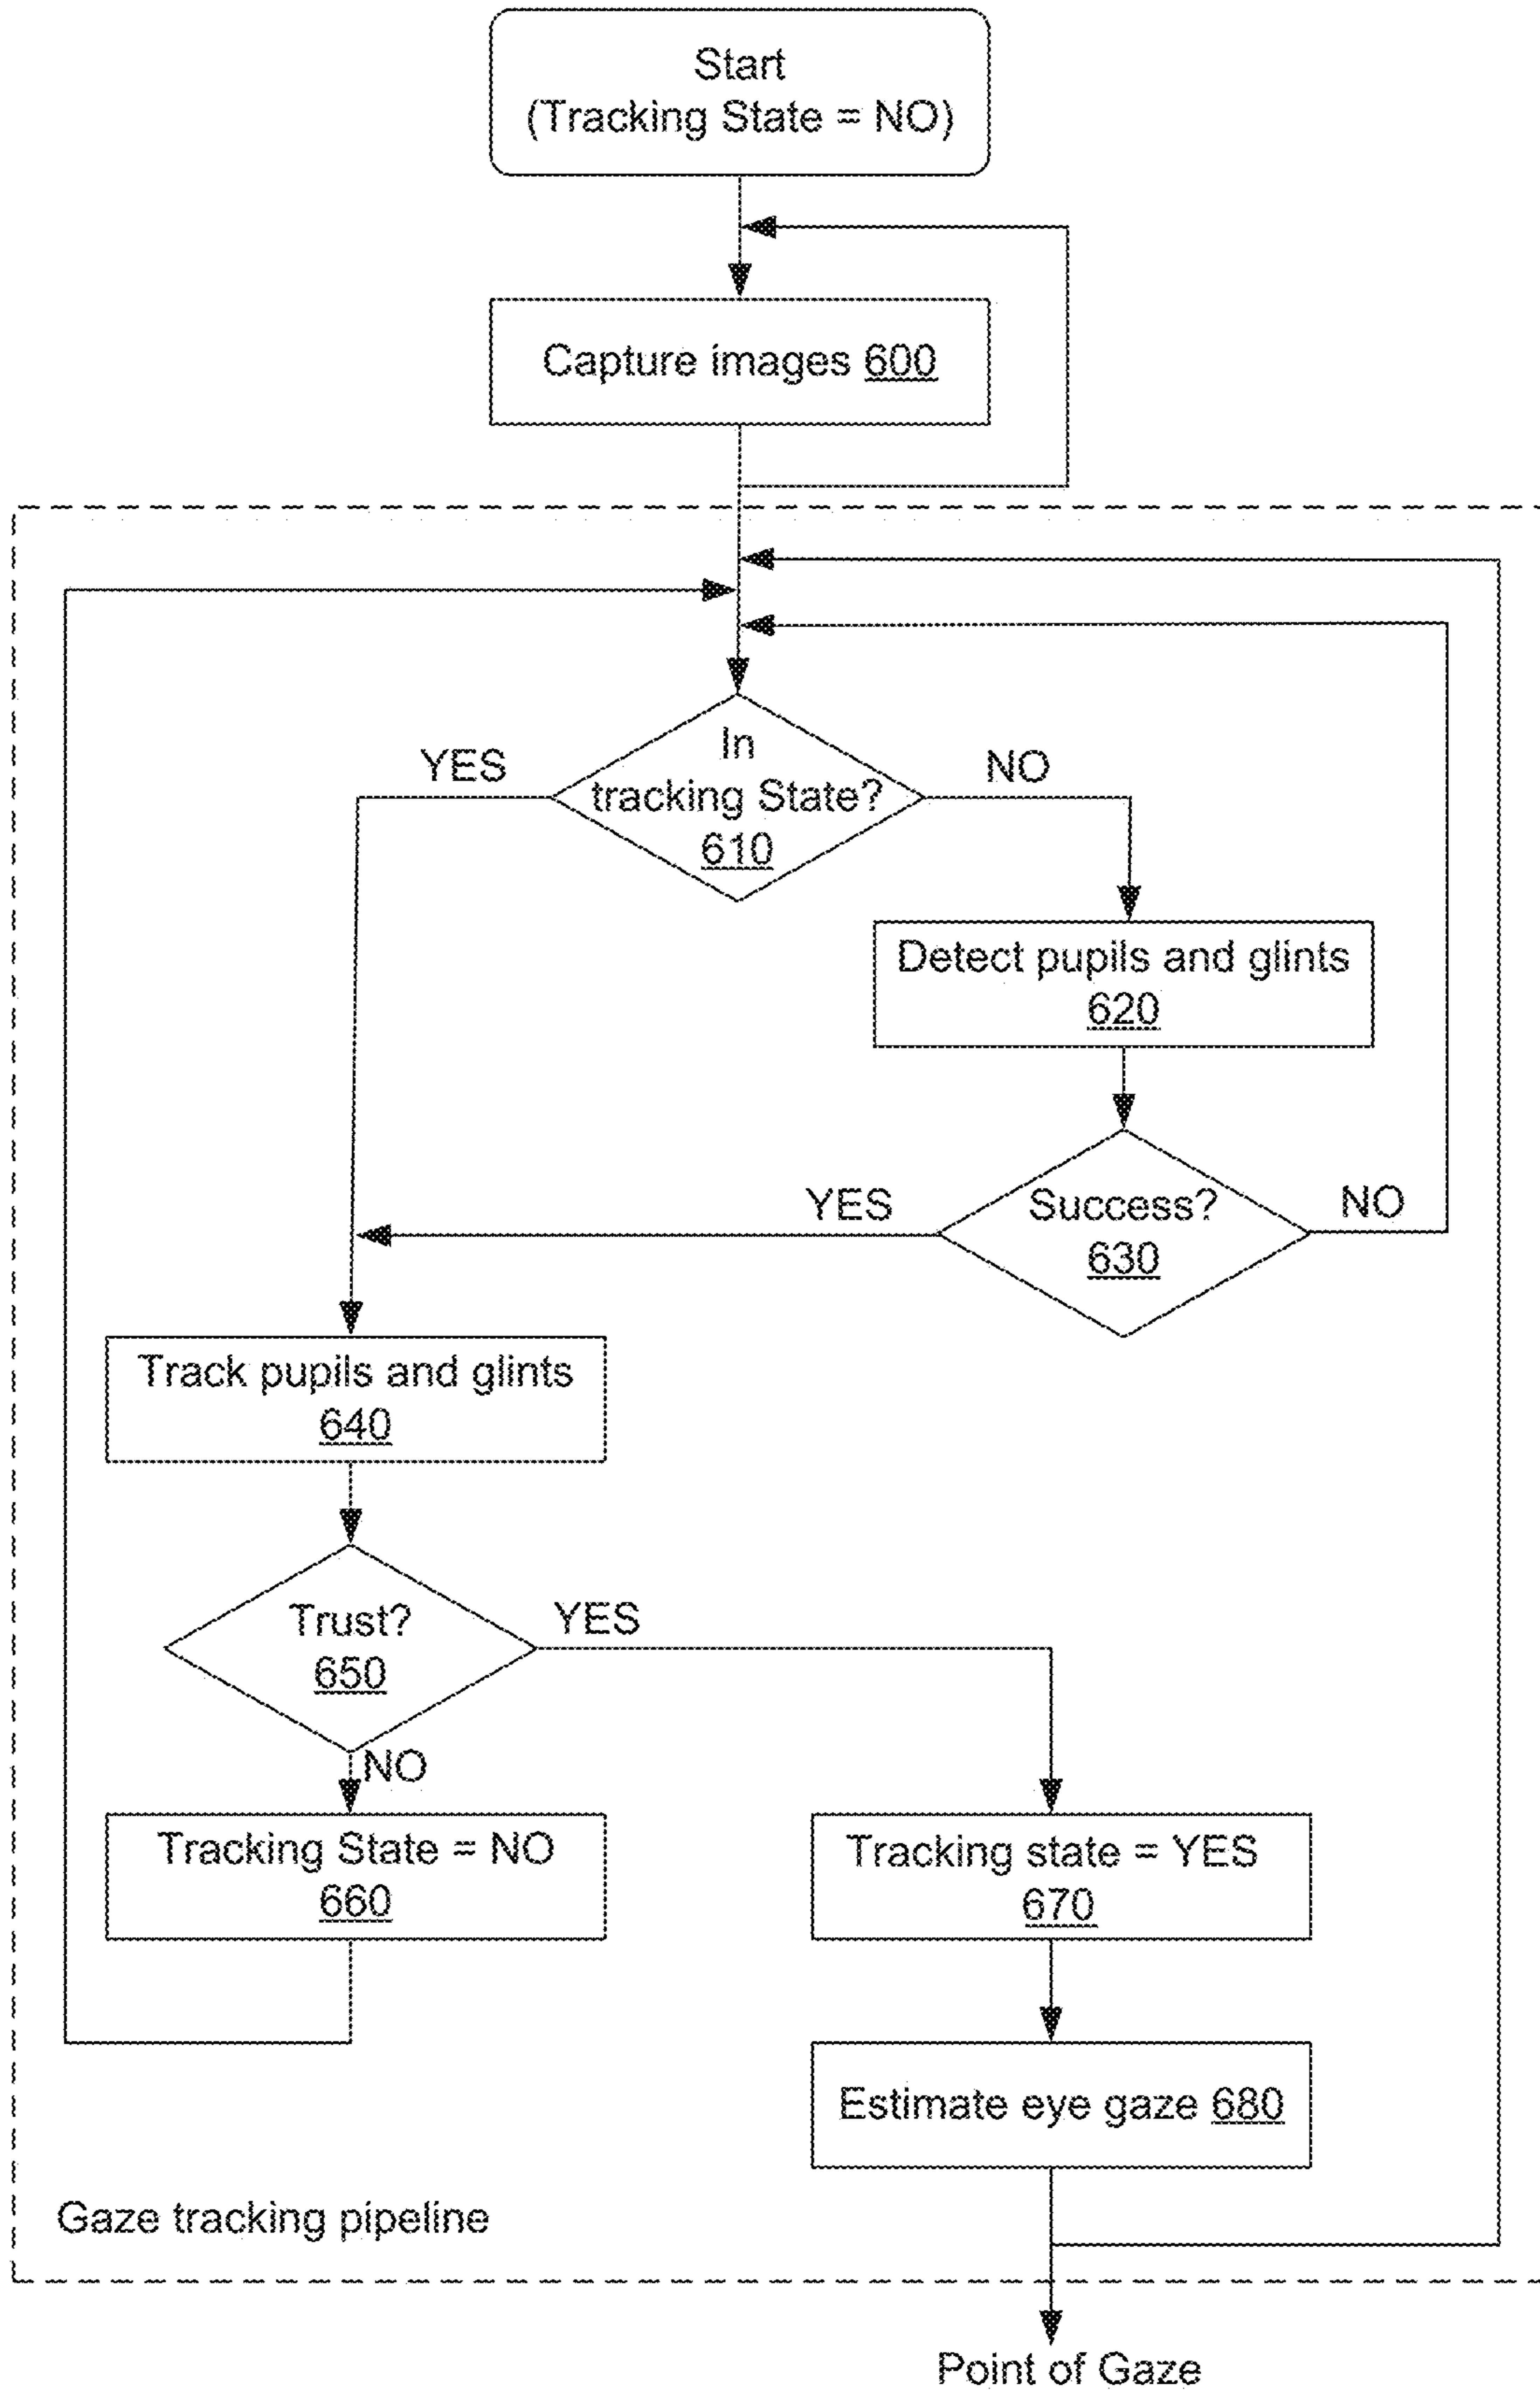 Start
(Tracking State = NO)
Capture images 600
In
tracking State?
610
YES
NO
Detect pupils and glints
620
Success?
630
YES
NO
Track pupils and glints
640
Trust?
650
YES
NO
Tracking State = NO
660
Tracking state = YES
670
Estimate eye gaze 680
Gaze tracking pipeline
Point of Gaze